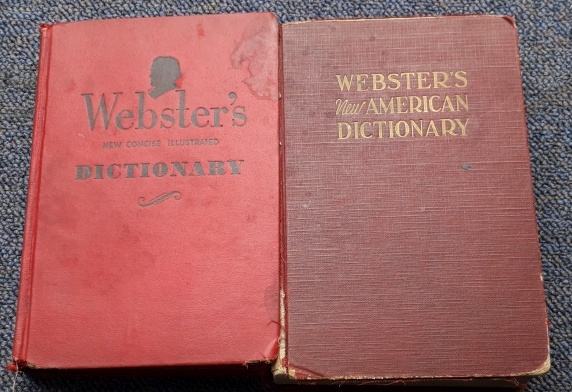 Webster's
NEW CONCISE ILLUSTRATED
DICTIONARY
WEBSTER'S
New AMERICAN
DICTIONARY